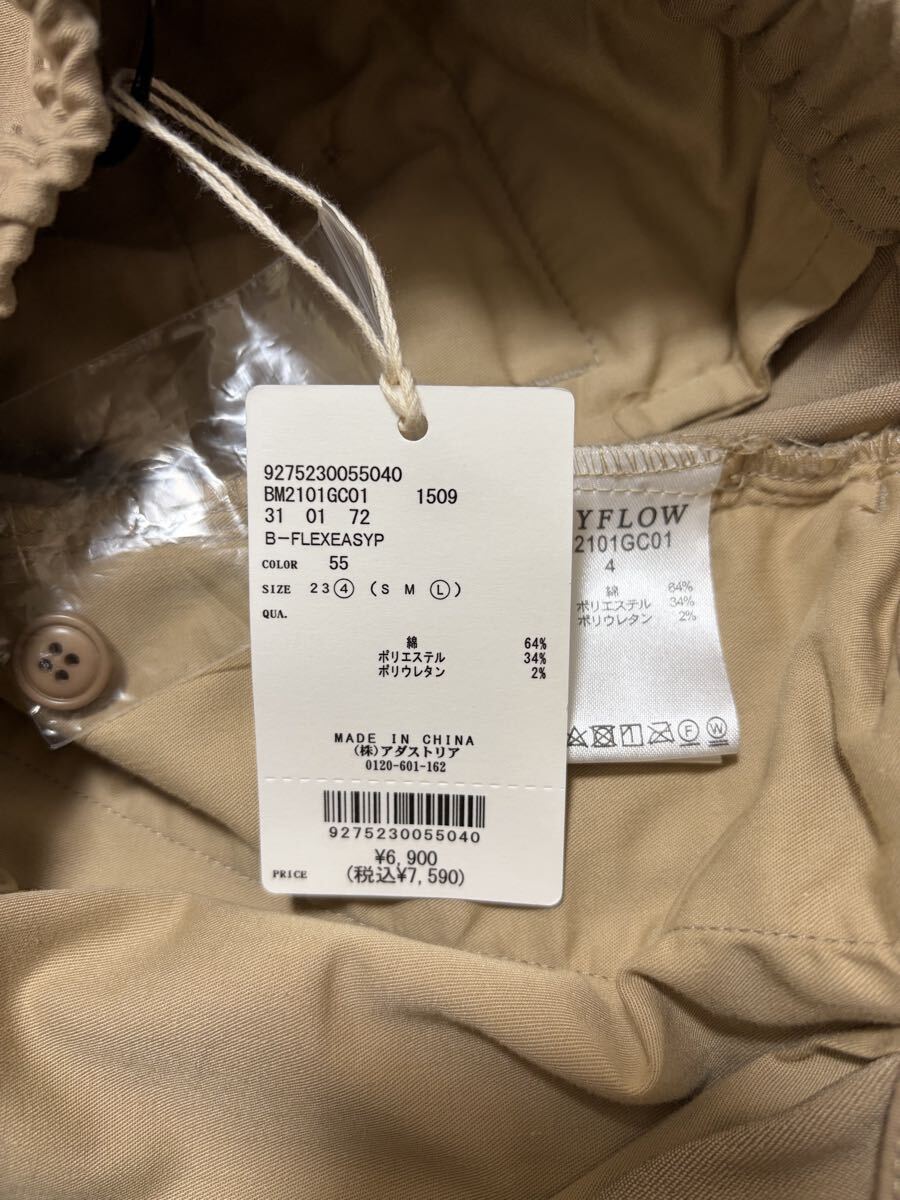 9275230055040
BM2101GC01 1509
31 01 72
B-FLEXEASYP
COLOR 55
SIZE 2 3 ④ ( S M Ⓛ )
QUA.
綿 64%
ポリエステル 34%
ポリウレタン 2%
MADE IN CHINA
(株)アダストリア
0120-601-162
9275230055040
¥6,900
PRICE (税込¥7,590)
YFLOW
2101GC01
4
綿 64%
ポリエステル 34%
ポリウレタン 2%
F W